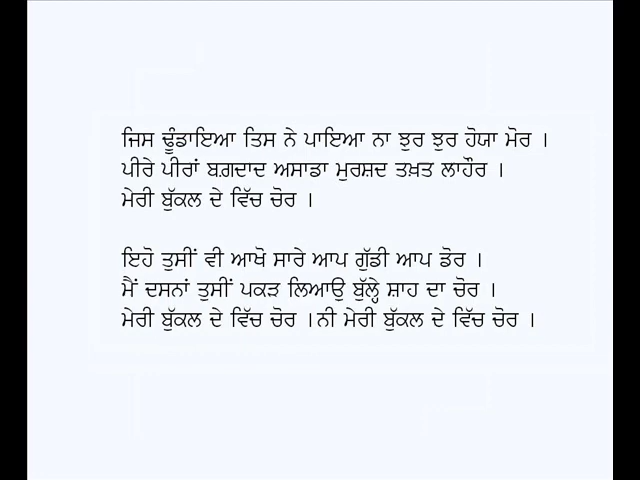 ਜਿਸ ਢੂੰਡਾਇਆ ਤਿਸ ਨੇ ਪਾਇਆ ਨਾ ਝੁਰ ਝੁਰ ਹੋਯਾ ਮੋਰ ।
ਪੀਰੇ ਪੀਰਾਂ ਬਗ਼ਦਾਦ ਅਸਾਡਾ ਮੁਰਸ਼ਦ ਤਖ਼ਤ ਲਾਹੌਰ ।
ਮੇਰੀ ਬੁੱਕਲ ਦੇ ਵਿੱਚ ਚੋਰ ।
ਇਹੋ ਤੁਸੀਂ ਵੀ ਆਖੋ ਸਾਰੇ ਆਪ ਗੁੱਡੀ ਆਪ ਡੋਰ ।
ਮੈਂ ਦਸਨਾਂ ਤੁਸੀਂ ਪਕੜ ਲਿਆਉ ਬੁੱਲ੍ਹੇ ਸ਼ਾਹ ਦਾ ਚੋਰ ।
ਮੇਰੀ ਬੁੱਕਲ ਦੇ ਵਿੱਚ ਚੋਰ ।ਨੀ ਮੇਰੀ ਬੁੱਕਲ ਦੇ ਵਿੱਚ ਚੋਰ ।